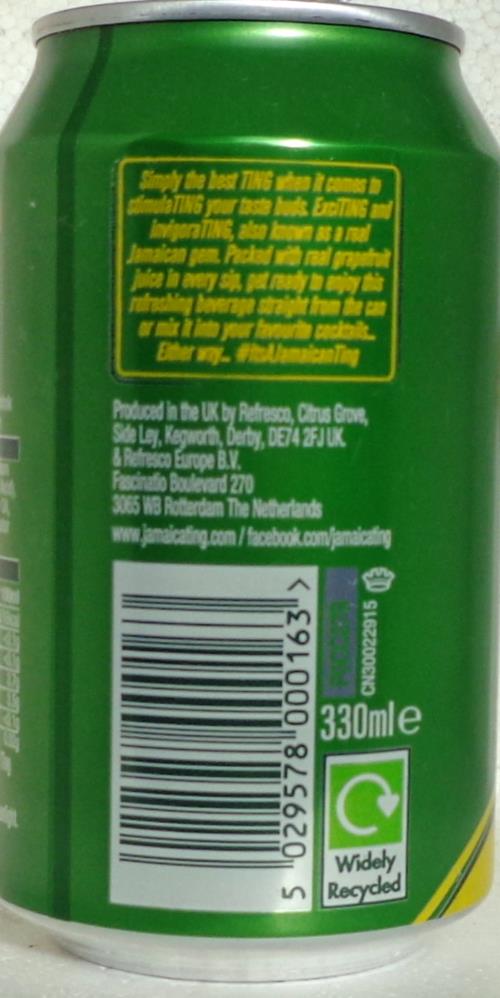 Simply the best TING when it comes to
stimulaTING your taste buds. ExciTING and
invigoraTING, also known as a real
Jamaican gem. Packed with real grapefruit
juice in every sip, get ready to enjoy this
refreshing beverage straight from the can
or mix it into your favourite cocktails...
Either way... #ItsAJamaicanTing
Produced in the UK by Refresco, Citrus Grove,
Side Ley, Kegworth, Derby, DE74 2FJ UK.
& Refresco Europe B.V.
Fascinatio Boulevard 270
3065 WB Rotterdam The Netherlands
www.jamaicating.com / facebook.com/jamaicating
5 029578 000163 >
CN30022915
330ml e
Widely
Recycled